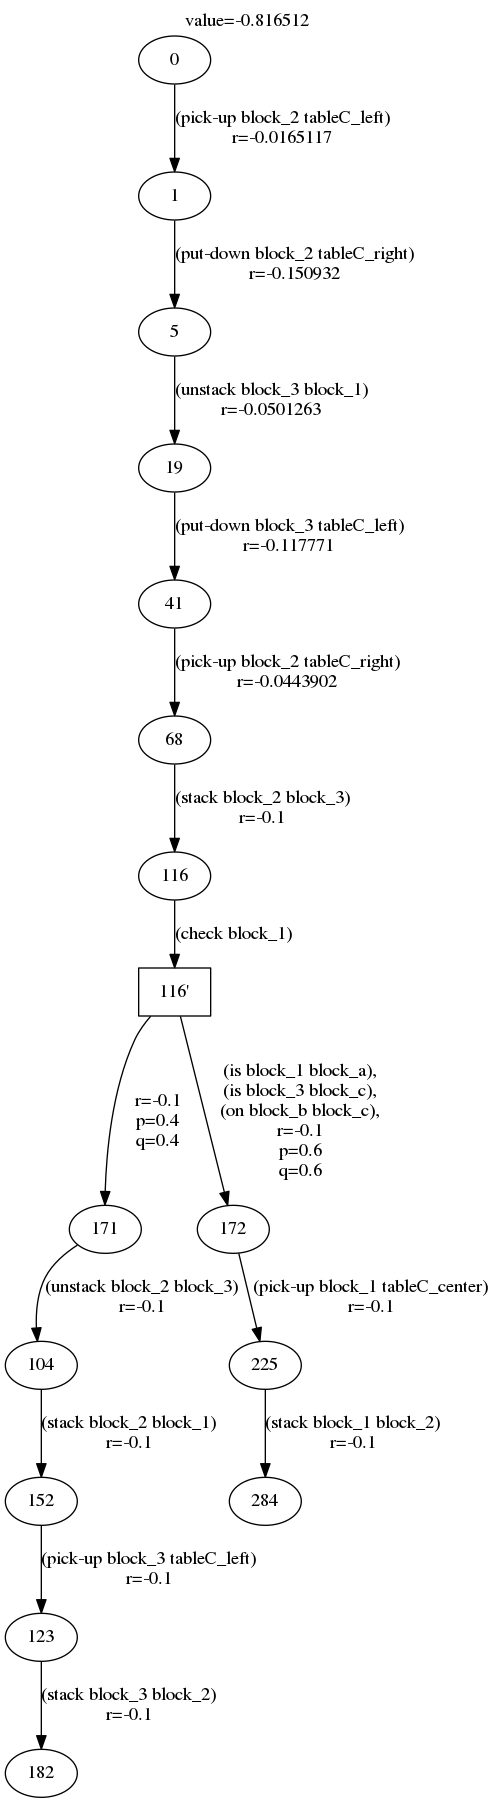 value=-0.816512
0
(pick-up block_2 tableC_left)
r=-0.0165117
1
(put-down block_2 tableC_right)
r=-0.150932
5
(unstack block_3 block_1)
r=-0.0501263
19
(put-down block_3 tableC_left)
r=-0.117771
41
(pick-up block_2 tableC_right)
r=-0.0443902
68
(stack block_2 block_3)
r=-0.1
116
(check block_1)
116'
r=-0.1
p=0.4
q=0.4
(is block_1 block_a),
(is block_3 block_c),
(on block_b block_c),
r=-0.1
p=0.6
q=0.6
171
172
(unstack block_2 block_3)
r=-0.1
(pick-up block_1 tableC_center)
r=-0.1
104
225
(stack block_2 block_1)
r=-0.1
(stack block_1 block_2)
r=-0.1
152
284
(pick-up block_3 tableC_left)
r=-0.1
123
(stack block_3 block_2)
r=-0.1
182